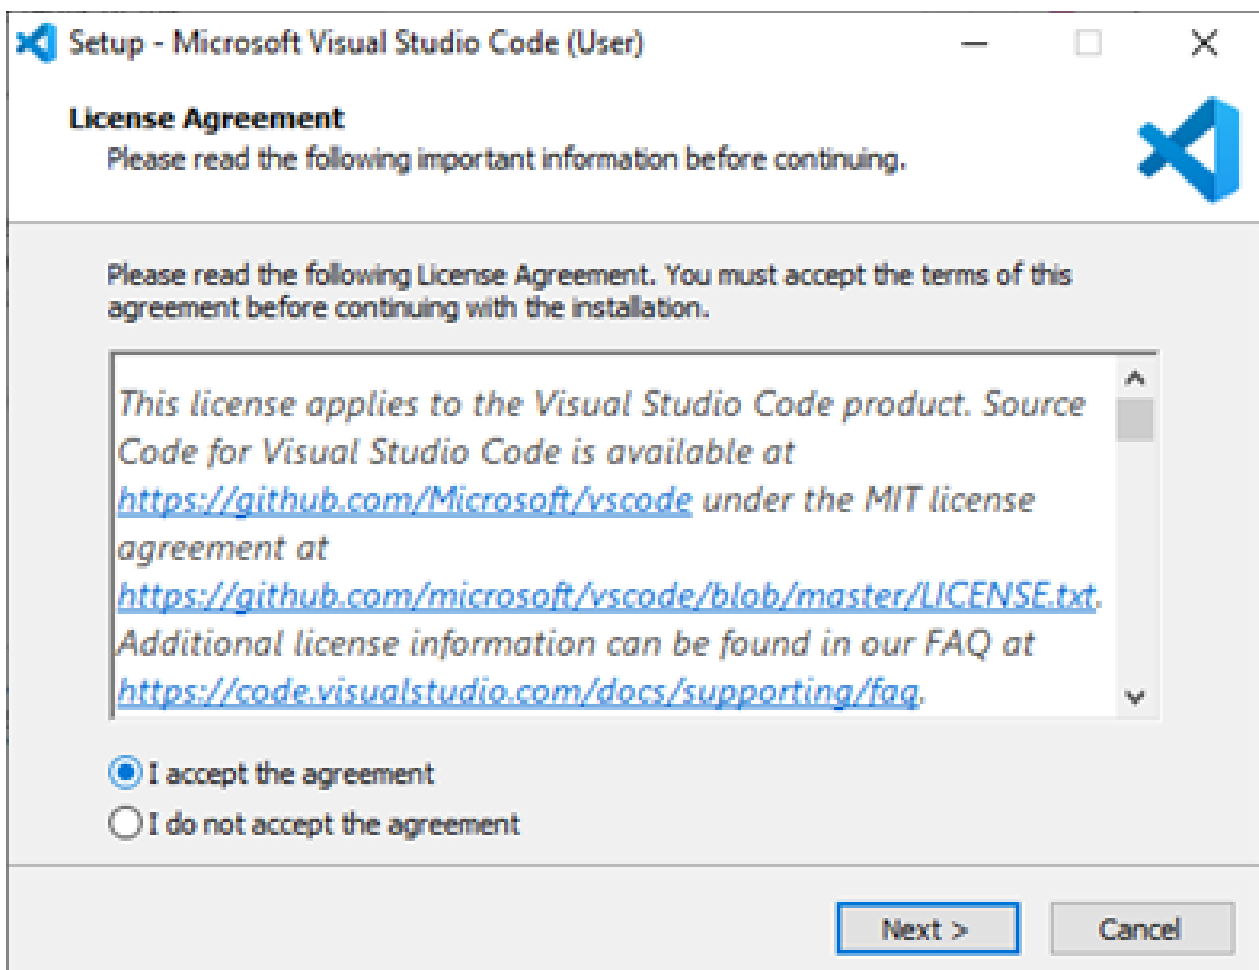 Setup - Microsoft Visual Studio Code (User)
License Agreement
Please read the following important information before continuing.
Please read the following License Agreement. You must accept the terms of this
agreement before continuing with the installation.
This license applies to the Visual Studio Code product. Source
Code for Visual Studio Code is available at
https://github.com/Microsoft/vscode under the MIT license
agreement at
https://github.com/microsoft/vscode/blob/master/LICENSE.txt.
Additional license information can be found in our FAQ at
https://code.visualstudio.com/docs/supporting/faq.
I accept the agreement
I do not accept the agreement
Next >
Cancel